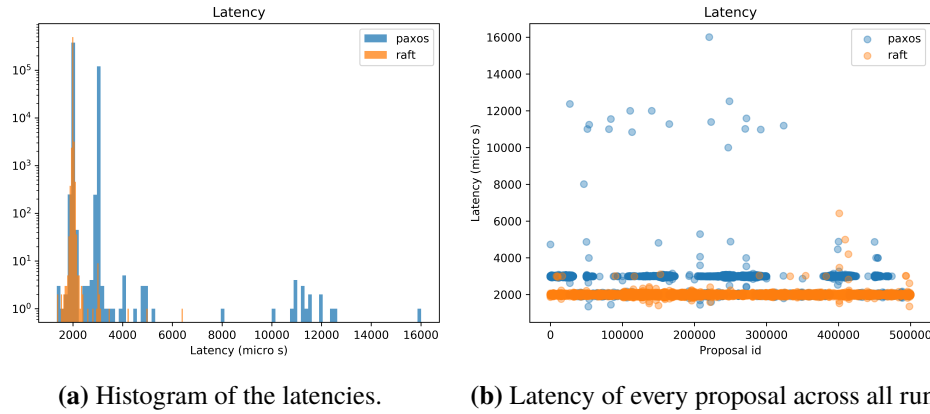 Latency
paxos
raft
10^5
10^4
10^3
10^2
10^1
10^0
2000 4000 6000 8000 10000 12000 14000 16000
Latency (micro s)
(a) Histogram of the latencies.
Latency
paxos
raft
16000
14000
12000
10000
8000
6000
4000
2000
Latency (micro s)
0 100000 200000 300000 400000 500000
Proposal id
(b) Latency of every proposal across all run